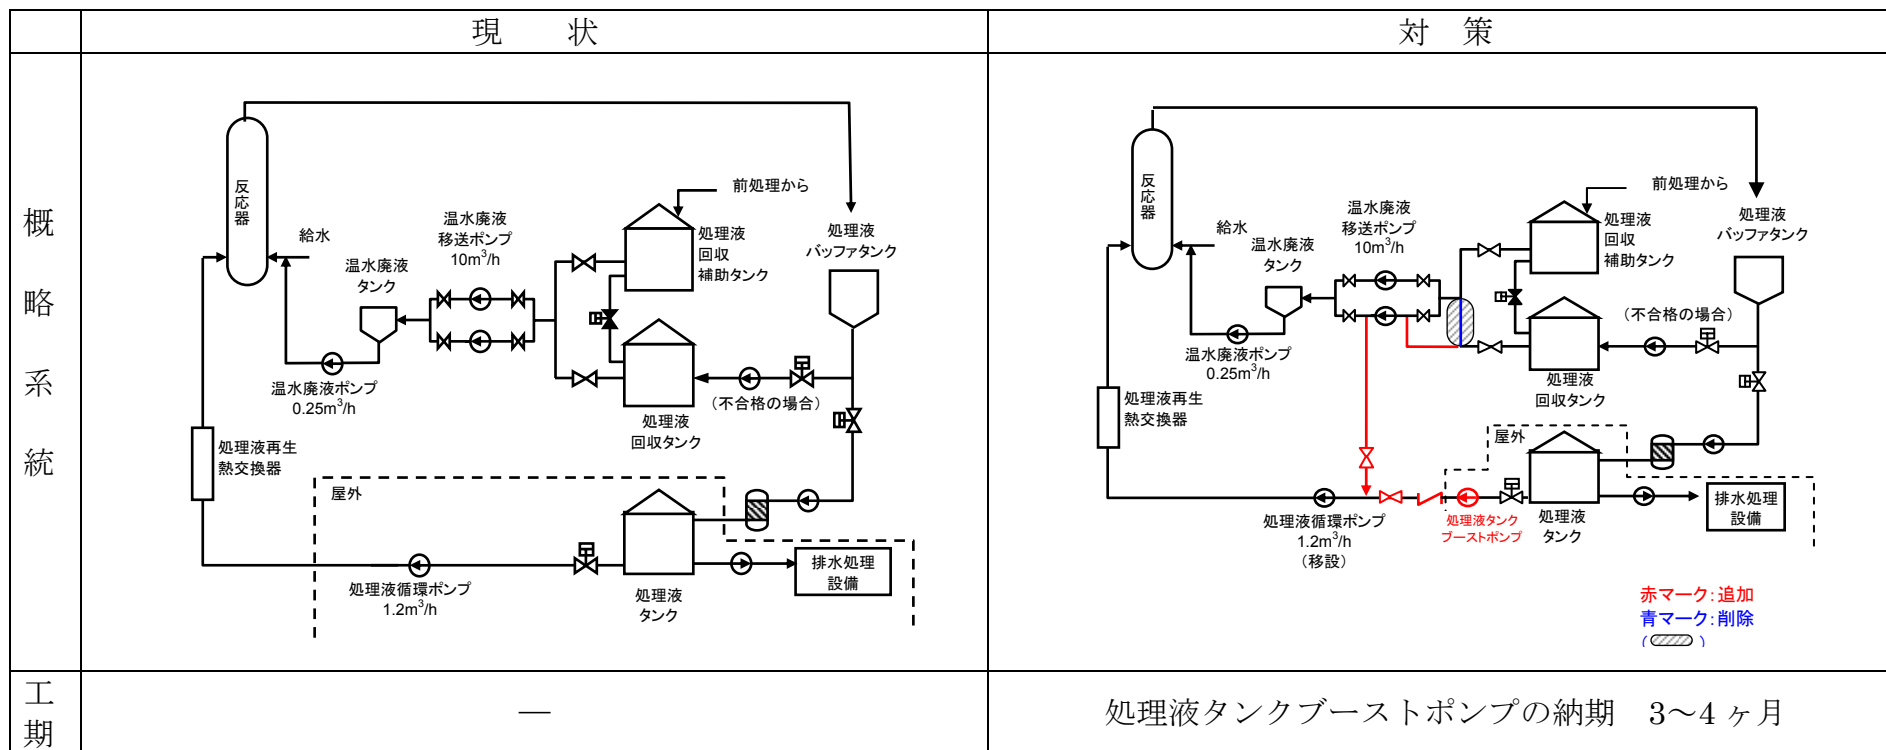 現　状
対　策
概略系統
反応器
給水
温水廃液
タンク
温水廃液
移送ポンプ
10m³/h
前処理から
処理液
回収
補助タンク
処理液
バッファタンク
温水廃液ポンプ
0.25m³/h
処理液
回収タンク
（不合格の場合）
処理液再生
熱交換器
屋外
処理液循環ポンプ
1.2m³/h
処理液
タンク
排水処理
設備
反応器
給水
温水廃液
タンク
温水廃液
移送ポンプ
10m³/h
前処理から
処理液
回収
補助タンク
処理液
バッファタンク
（不合格の場合）
温水廃液ポンプ
0.25m³/h
処理液
回収タンク
処理液再生
熱交換器
屋外
処理液循環ポンプ
1.2m³/h
（移設）
処理液タンク
ブーストポンプ
処理液
タンク
排水処理
設備
赤マーク：追加
青マーク：削除
（　）
工期
—
処理液タンクブーストポンプの納期　3～4ヶ月